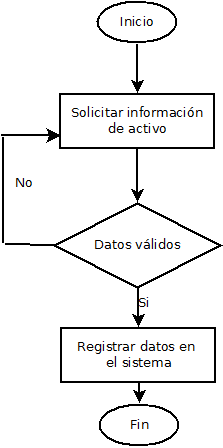 Inicio
Solicitar información
de activo
No
Datos válidos
Si
Registrar datos en
el sistema
Fin